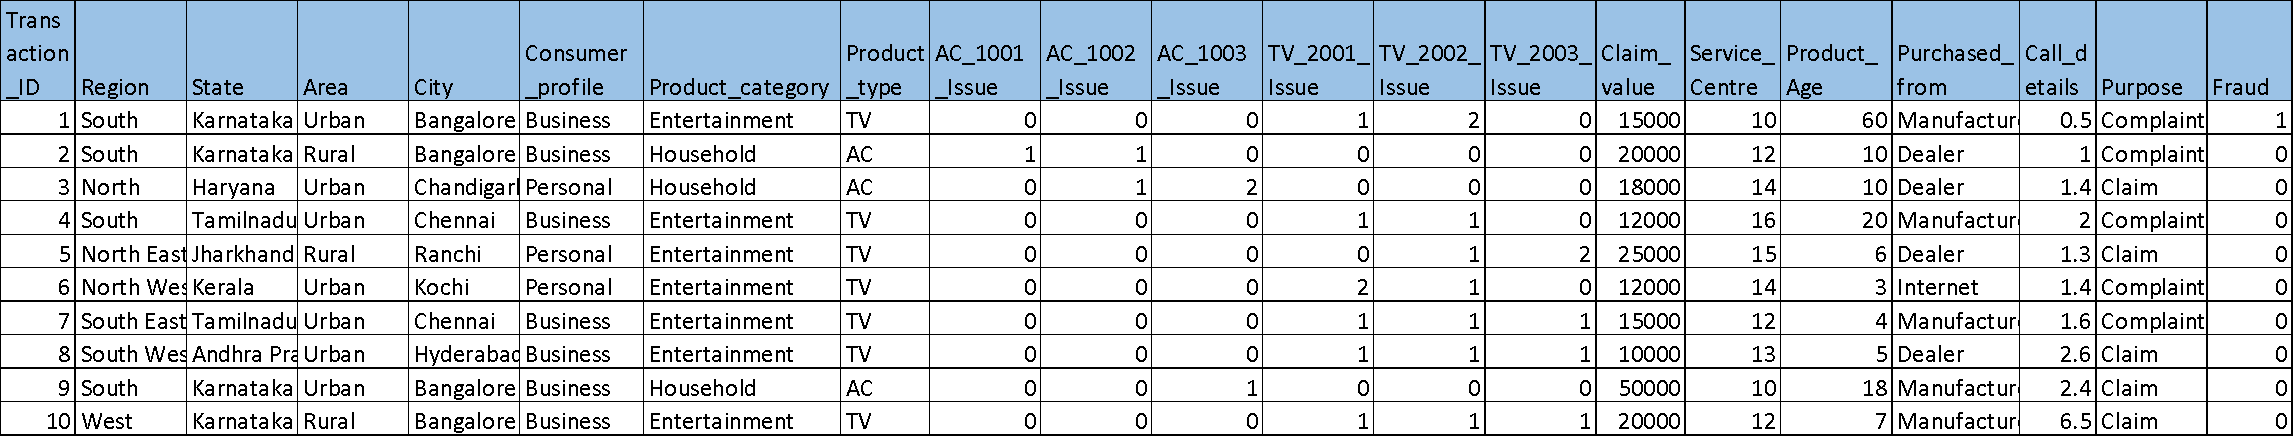 Trans
action Consumer Product AC_1001 AC_1002 AC_1003 TV_2001_ TV_2002_ TV_2003_ Claim_ Service_ Product_ Purchased_ Call_d
_ID Region State Area City _profile Product_category _type _Issue _Issue _Issue Issue Issue Issue value Centre Age from etails Purpose Fraud
1 South Karnataka Urban Bangalore Business Entertainment TV 0 0 0 1 2 0 15000 10 60 Manufactur 0.5 Complaint 1
2 South Karnataka Rural Bangalore Business Household AC 1 1 0 0 0 0 20000 12 10 Dealer 1 Complaint 0
3 North Haryana Urban Chandigarh Personal Household AC 0 1 2 0 0 0 18000 14 10 Dealer 1.4 Claim 0
4 South Tamilnadu Urban Chennai Business Entertainment TV 0 0 0 1 1 0 12000 16 20 Manufactur 2 Complaint 0
5 North East Jharkhand Rural Ranchi Personal Entertainment TV 0 0 0 0 1 2 25000 15 6 Dealer 1.3 Claim 0
6 North Wes Kerala Urban Kochi Personal Entertainment TV 0 0 0 2 1 0 12000 14 3 Internet 1.4 Complaint 0
7 South East Tamilnadu Urban Chennai Business Entertainment TV 0 0 0 1 1 1 15000 12 4 Manufactur 1.6 Complaint 0
8 South Wes Andhra Pra Urban Hyderabad Business Entertainment TV 0 0 0 1 1 1 10000 13 5 Dealer 2.6 Claim 0
9 South Karnataka Urban Bangalore Business Household AC 0 0 1 0 0 0 50000 10 18 Manufactur 2.4 Claim 0
10 West Karnataka Rural Bangalore Business Entertainment TV 0 0 0 1 1 1 20000 12 7 Manufactur 6.5 Claim 0